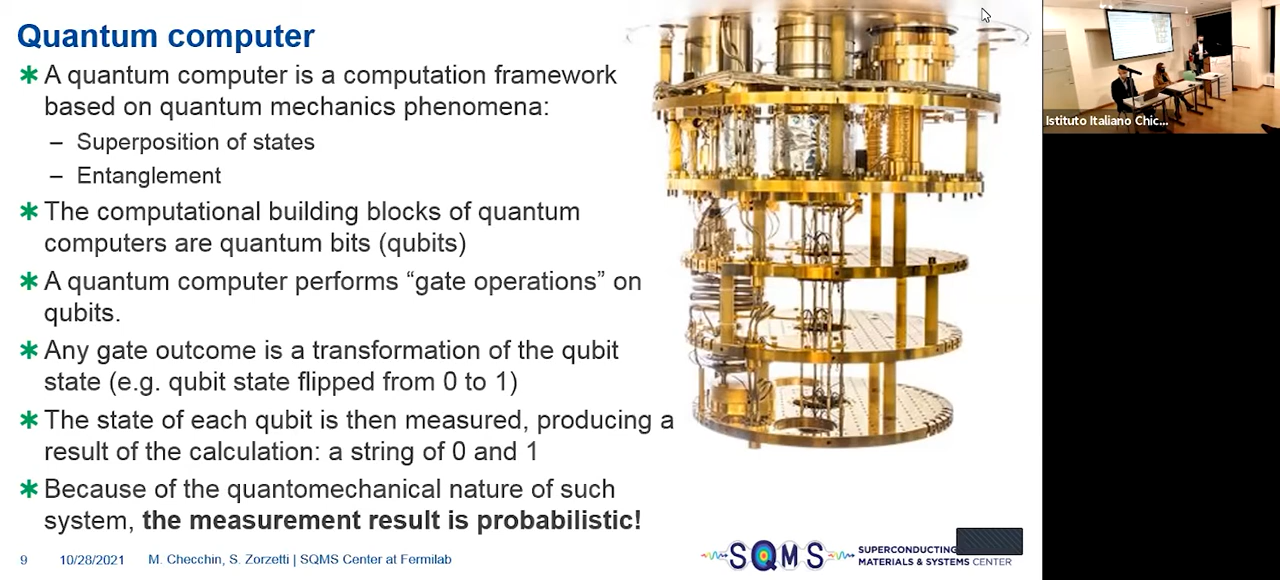 Quantum computer
✱ A quantum computer is a computation framework
based on quantum mechanics phenomena:
– Superposition of states
– Entanglement
✱ The computational building blocks of quantum
computers are quantum bits (qubits)
✱ A quantum computer performs “gate operations” on
qubits.
✱ Any gate outcome is a transformation of the qubit
state (e.g. qubit state flipped from 0 to 1)
✱ The state of each qubit is then measured, producing a
result of the calculation: a string of 0 and 1
✱ Because of the quantomechanical nature of such
system, the measurement result is probabilistic!
9 10/28/2021 M. Checchin, S. Zorzetti | SQMS Center at Fermilab
SQMS
SUPERCONDUCTING
MATERIALS & SYSTEMS CENTER
Istituto Italiano Chic...